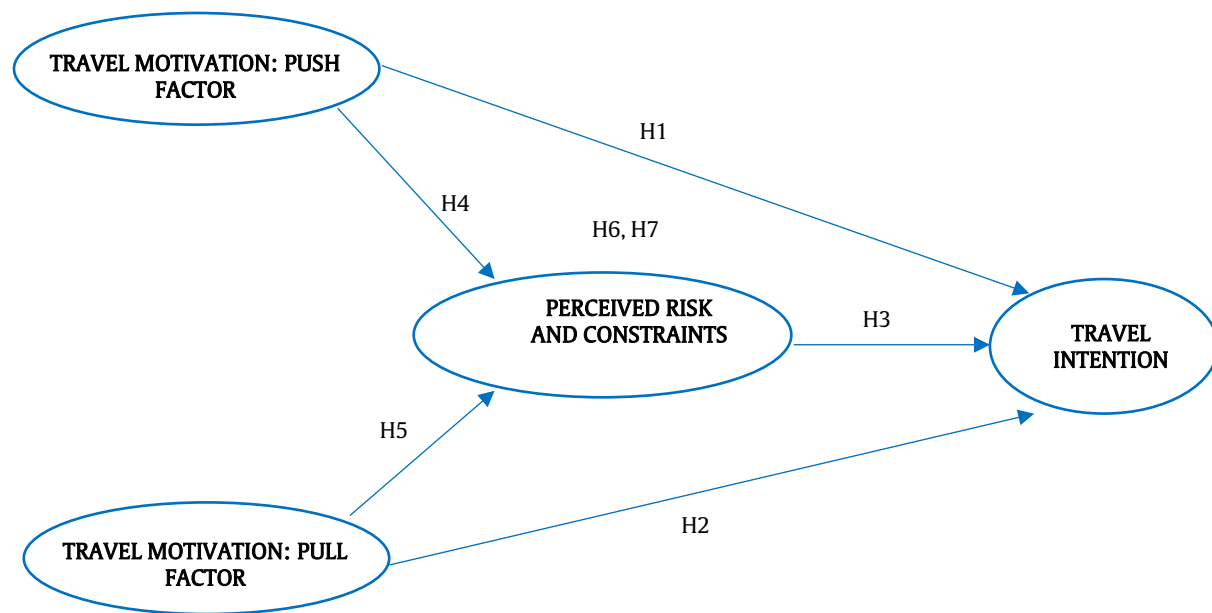 TRAVEL MOTIVATION: PUSH
FACTOR
H1
H4
H6, H7
PERCEIVED RISK
AND CONSTRAINTS
H3
TRAVEL
INTENTION
H5
H2
TRAVEL MOTIVATION: PULL
FACTOR